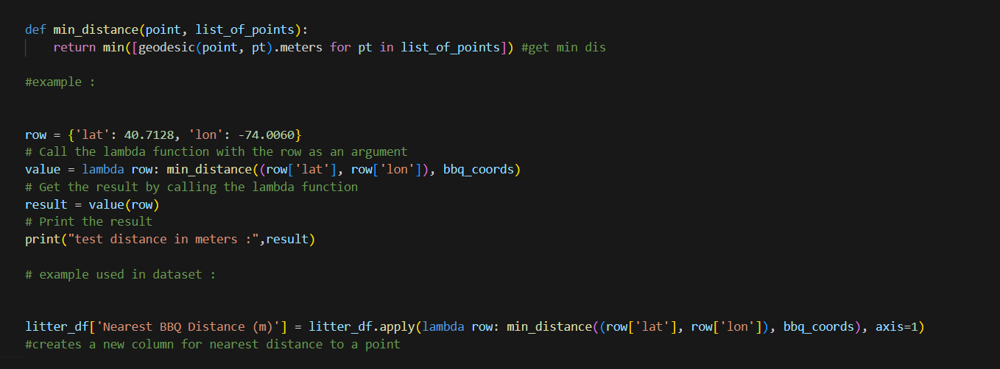 def min_distance(point, list_of_points):
    return min([geodesic(point, pt).meters for pt in list_of_points]) #get min dis
#example :
row = {'lat': 40.7128, 'lon': -74.0060}
# Call the lambda function with the row as an argument
value = lambda row: min_distance((row['lat'], row['lon']), bbq_coords)
# Get the result by calling the lambda function
result = value(row)
# Print the result
print("test distance in meters :",result)
# example used in dataset :
litter_df['Nearest BBQ Distance (m)'] = litter_df.apply(lambda row: min_distance((row['lat'], row['lon']), bbq_coords), axis=1)
#creates a new column for nearest distance to a point